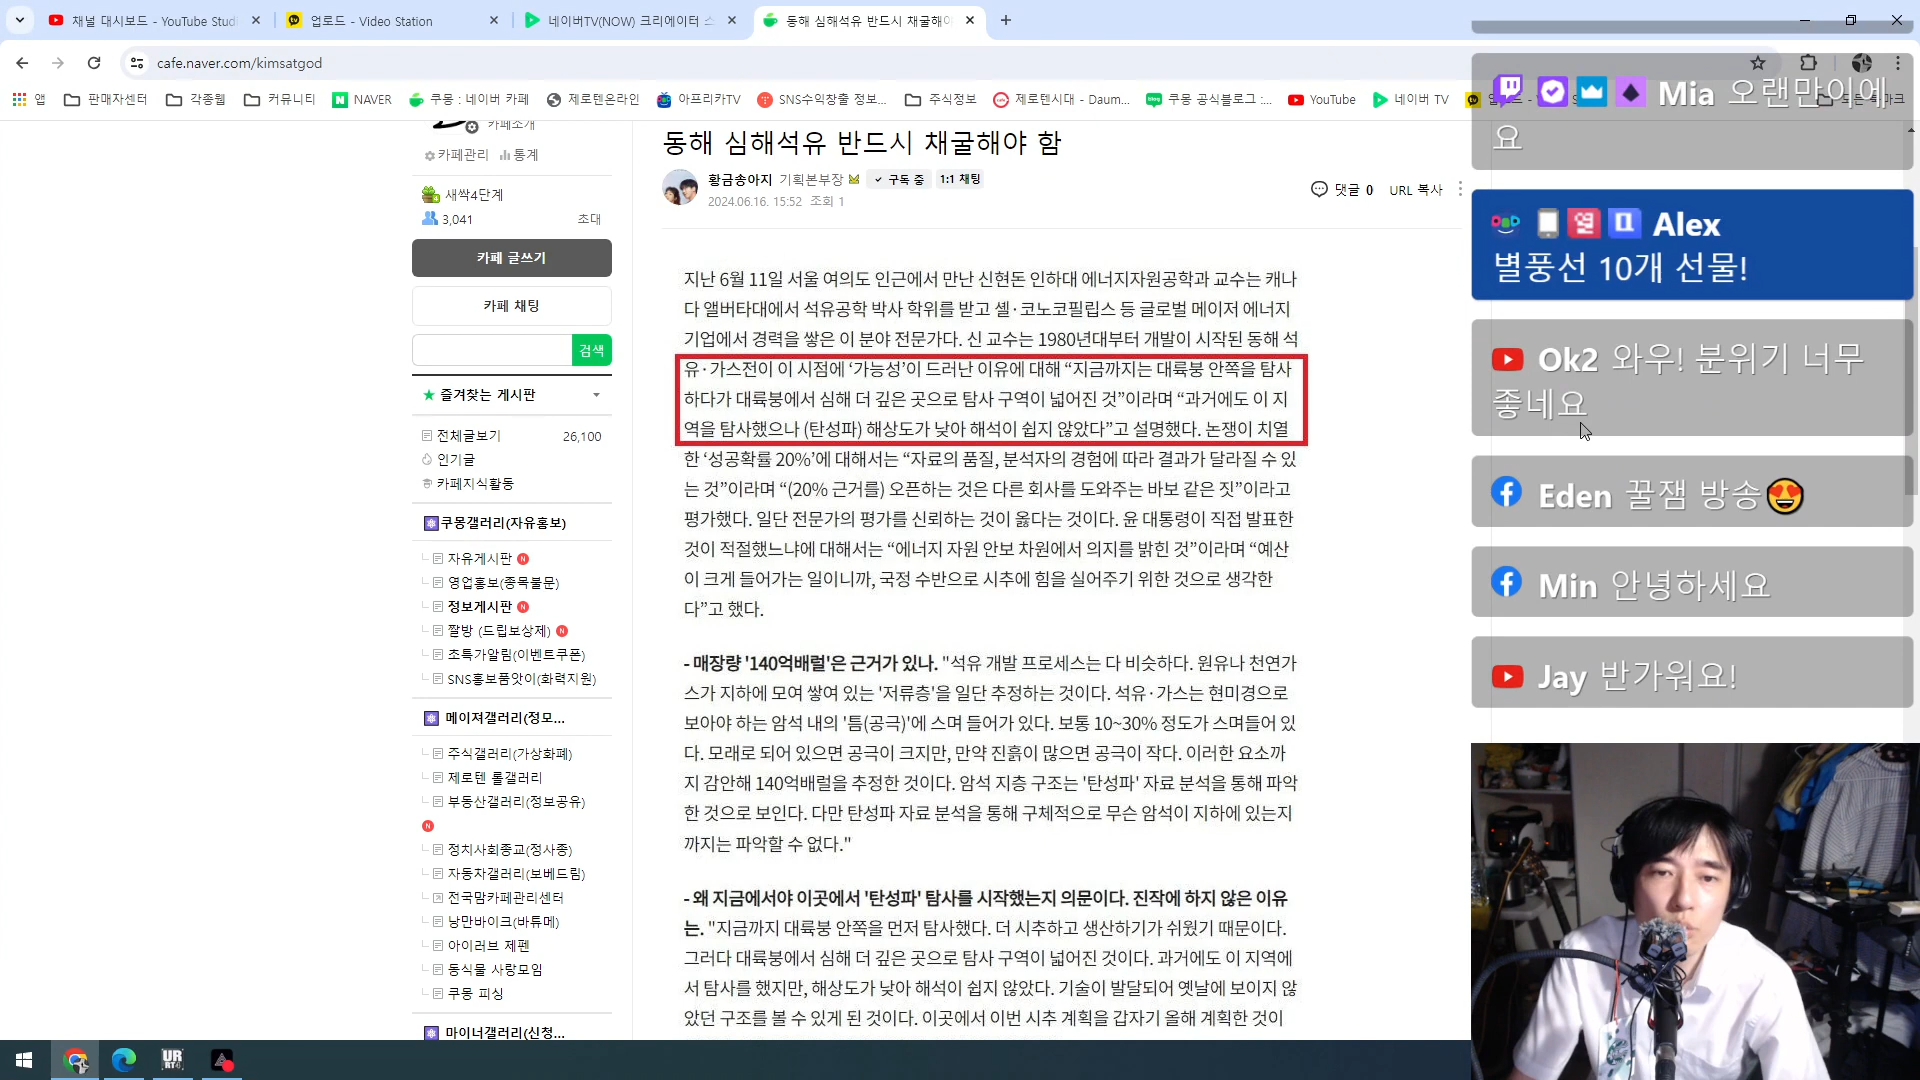 채널 대시보드 - YouTube Studi
업로드 - Video Station
네이버TV(NOW) 크리에이터 스
동해 심해석유 반드시 채굴해야
cafe.naver.com/kimsatgod
앱
판매자센터
각종웹
커뮤니티
NAVER
쿠몽 : 네이버 카페
제로텐온라인
아프리카TV
SNS수익창출 정보...
주식정보
제로텐시대 - Daum...
쿠몽 공식블로그 :...
YouTube
네이버 TV
카페소개
카페관리 통계
새싹4단계
3,041 초대
카페 글쓰기
카페 채팅
검색
즐겨찾는 게시판
전체글보기 26,100
인기글
카페지식활동
쿠몽갤러리(자유홍보)
자유게시판 N
영업홍보(종목불문)
정보게시판 N
짤방 (드립보상제) N
초특가알림(이벤트쿠폰)
SNS홍보품앗이(화력지원)
메이져갤러리(정모...
주식갤러리(가상화폐)
제로텐 롤갤러리
부동산갤러리(정보공유)
N
정치사회종교(정사종)
자동차갤러리(보베드림)
전국맘카페관리센터
낭만바이크(바튜메)
아이러브 제펜
동식물 사랑모임
쿠몽 피싱
마이너갤러리(신청...
동해 심해석유 반드시 채굴해야 함
황금송아지 기획본부장 구독 중 1:1 채팅
2024.06.16. 15:52 조회 1
댓글 0 URL 복사
지난 6월 11일 서울 여의도 인근에서 만난 신현돈 인하대 에너지자원공학과 교수는 캐나
다 앨버타대에서 석유공학 박사 학위를 받고 셸·코노코필립스 등 글로벌 메이저 에너지
기업에서 경력을 쌓은 이 분야 전문가다. 신 교수는 1980년대부터 개발이 시작된 동해 석
유·가스전이 이 시점에 ‘가능성’이 드러난 이유에 대해 “지금까지는 대륙붕 안쪽을 탐사
하다가 대륙붕에서 심해 더 깊은 곳으로 탐사 구역이 넓어진 것”이라며 “과거에도 이 지
역을 탐사했으나 (탄성파) 해상도가 낮아 해석이 쉽지 않았다”고 설명했다. 논쟁이 치열
한 ‘성공확률 20%’에 대해서는 “자료의 품질, 분석자의 경험에 따라 결과가 달라질 수 있
는 것”이라며 “(20% 근거를) 오픈하는 것은 다른 회사를 도와주는 바보 같은 짓”이라고
평가했다. 일단 전문가의 평가를 신뢰하는 것이 옳다는 것이다. 윤 대통령이 직접 발표한
것이 적절했느냐에 대해서는 “에너지 자원 안보 차원에서 의지를 밝힌 것”이라며 “예산
이 크게 들어가는 일이니까, 국정 수반으로 시추에 힘을 실어주기 위한 것으로 생각한
다”고 했다.
- 매장량 '140억배럴'은 근거가 있나. "석유 개발 프로세스는 다 비슷하다. 원유나 천연가
스가 지하에 모여 쌓여 있는 '저류층'을 일단 추정하는 것이다. 석유·가스는 현미경으로
보아야 하는 암석 내의 '틈(공극)'에 스며 들어가 있다. 보통 10~30% 정도가 스며들어 있
다. 모래로 되어 있으면 공극이 크지만, 만약 진흙이 많으면 공극이 작다. 이러한 요소까
지 감안해 140억배럴을 추정한 것이다. 암석 지층 구조는 '탄성파' 자료 분석을 통해 파악
한 것으로 보인다. 다만 탄성파 자료 분석을 통해 구체적으로 무슨 암석이 지하에 있는지
까지는 파악할 수 없다."
- 왜 지금에서야 이곳에서 '탄성파' 탐사를 시작했는지 의문이다. 진작에 하지 않은 이유
는. "지금까지 대륙붕 안쪽을 먼저 탐사했다. 더 시추하고 생산하기가 쉬웠기 때문이다.
그러다 대륙붕에서 심해 더 깊은 곳으로 탐사 구역이 넓어진 것이다. 과거에도 이 지역에
서 탐사를 했지만, 해상도가 낮아 해석이 쉽지 않았다. 기술이 발달되어 옛날에 보이지 않
았던 구조를 볼 수 있게 된 것이다. 이곳에서 이번 시추 계획을 갑자기 올해 계획한 것이
Mia 오랜만이에
요
열 Alex
별풍선 10개 선물!
Ok2 와우! 분위기 너무
좋네요
Eden 꿀잼 방송😍
Min 안녕하세요
Jay 반가워요!
UR
RT4